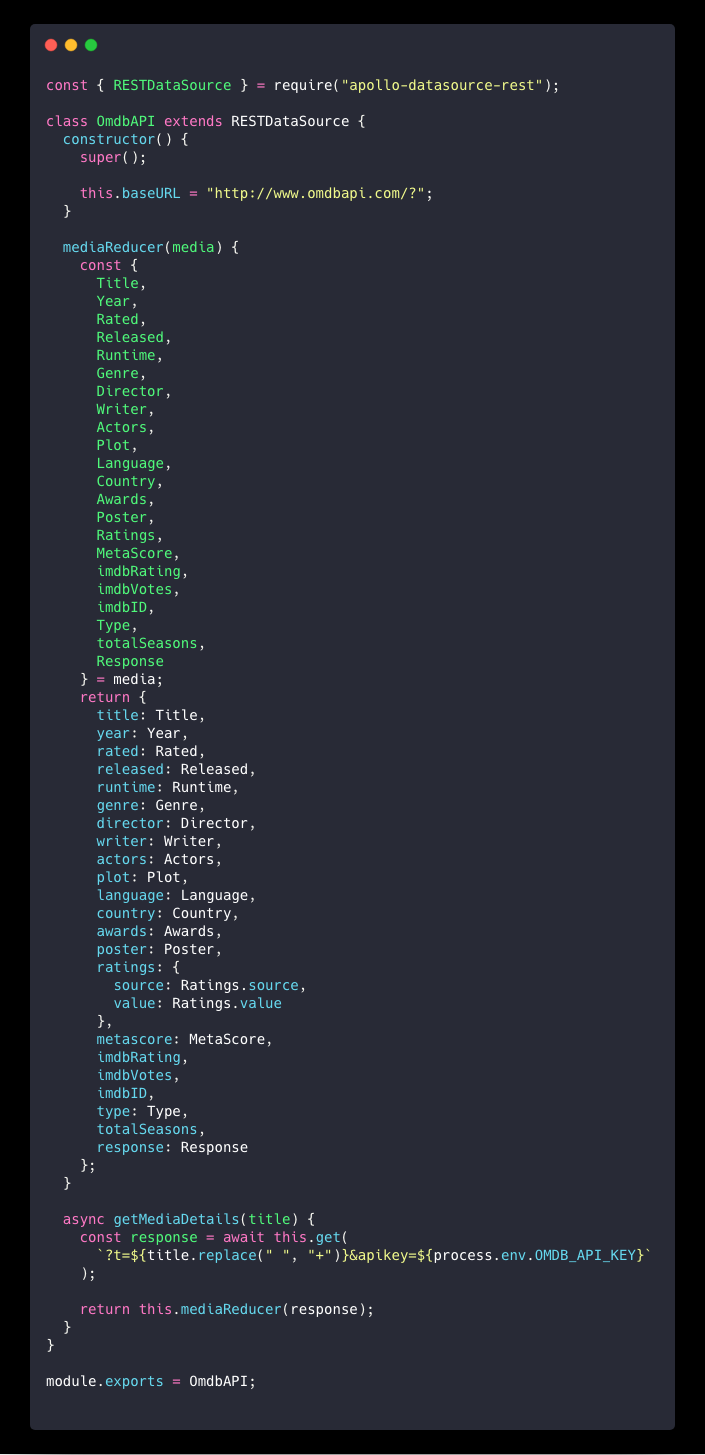 const { RESTDataSource } = require("apollo-datasource-rest");

class OmdbAPI extends RESTDataSource {
  constructor() {
    super();

    this.baseURL = "http://www.omdbapi.com/?";
  }

  mediaReducer(media) {
    const {
      Title,
      Year,
      Rated,
      Released,
      Runtime,
      Genre,
      Director,
      Writer,
      Actors,
      Plot,
      Language,
      Country,
      Awards,
      Poster,
      Ratings,
      MetaScore,
      imdbRating,
      imdbVotes,
      imdbID,
      Type,
      totalSeasons,
      Response
    } = media;
    return {
      title: Title,
      year: Year,
      rated: Rated,
      released: Released,
      runtime: Runtime,
      genre: Genre,
      director: Director,
      writer: Writer,
      actors: Actors,
      plot: Plot,
      language: Language,
      country: Country,
      awards: Awards,
      poster: Poster,
      ratings: {
        source: Ratings.source,
        value: Ratings.value
      },
      metascore: MetaScore,
      imdbRating,
      imdbVotes,
      imdbID,
      type: Type,
      totalSeasons,
      response: Response
    };
  }

  async getMediaDetails(title) {
    const response = await this.get(
      `?t=${title.replace(" ", "+")}&apikey=${process.env.OMDB_API_KEY}`
    );

    return this.mediaReducer(response);
  }
}

module.exports = OmdbAPI;